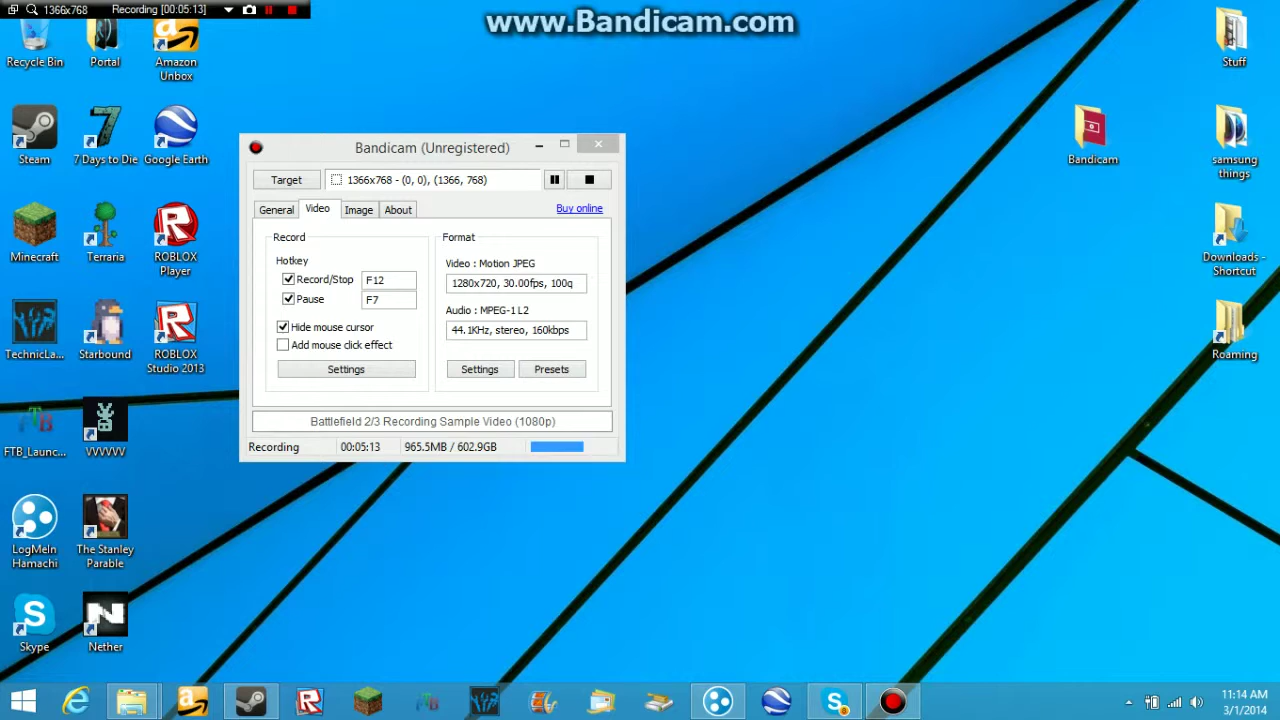 1366x768 Recording [00:05:13]
www.Bandicam.com
Recycle Bin
Portal
Amazon
Unbox
Stuff
Steam
7 Days to Die
Google Earth
Bandicam
samsung
things
Bandicam (Unregistered)
Target
1366x768 - (0, 0), (1366, 768)
General
Video
Image
About
Buy online
Record
Hotkey
Record/Stop
F12
Pause
F7
Hide mouse cursor
Add mouse click effect
Settings
Format
Video : Motion JPEG
1280x720, 30.00fps, 100q
Audio : MPEG-1 L2
44.1KHz, stereo, 160kbps
Settings
Presets
Battlefield 2/3 Recording Sample Video (1080p)
Recording
00:05:13
965.5MB / 602.9GB
Minecraft
Terraria
ROBLOX
Player
Downloads -
Shortcut
TechnicLa...
Starbound
ROBLOX
Studio 2013
Roaming
FTB_Launc...
VVVVVV
LogMeIn
Hamachi
The Stanley
Parable
Skype
Nether
11:14 AM
3/1/2014